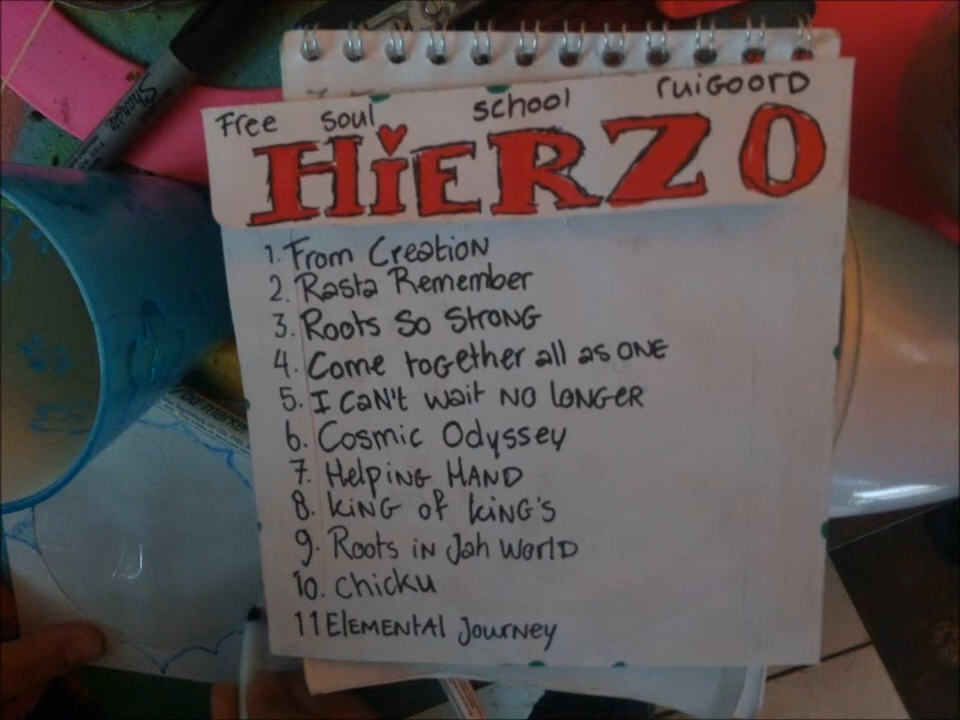 Free soul school ruigoord
HiERZO
1. From Creation
2. Rasta Remember
3. Roots So Strong
4. Come together all as ONE
5. I CaN't wait NO LONGER
6. Cosmic Odyssey
7. Helping HAND
8. KING of KING's
9. Roots in Jah World
10. Chicku
11 ELEMENTAL Journey
Sharpie